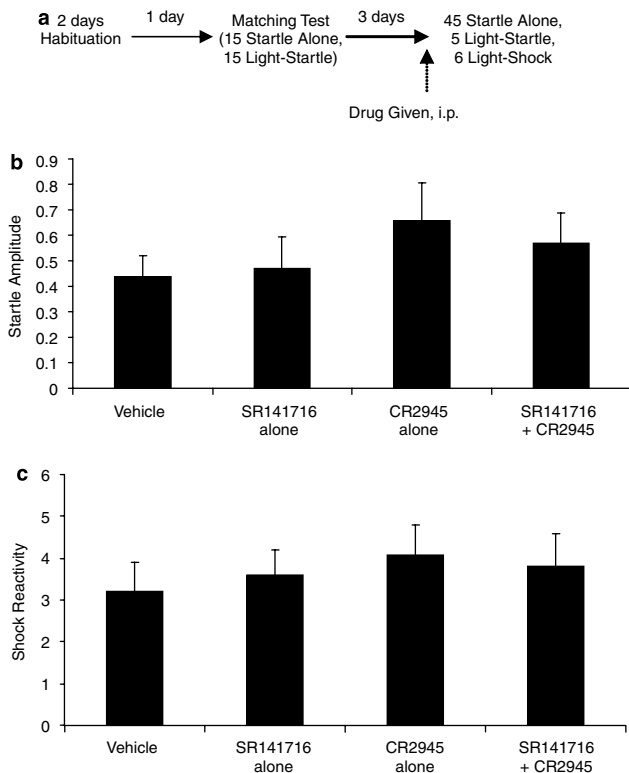 a
2 days
Habituation
1 day
Matching Test
(15 Startle Alone,
15 Light-Startle)
3 days
45 Startle Alone,
5 Light-Startle,
6 Light-Shock
Drug Given, i.p.
b
Startle Amplitude
0.9
0.8
0.7
0.6
0.5
0.4
0.3
0.2
0.1
0
Vehicle
SR141716
alone
CR2945
alone
SR141716
+ CR2945
c
Shock Reactivity
6
5
4
3
2
1
0
Vehicle
SR141716
alone
CR2945
alone
SR141716
+ CR2945